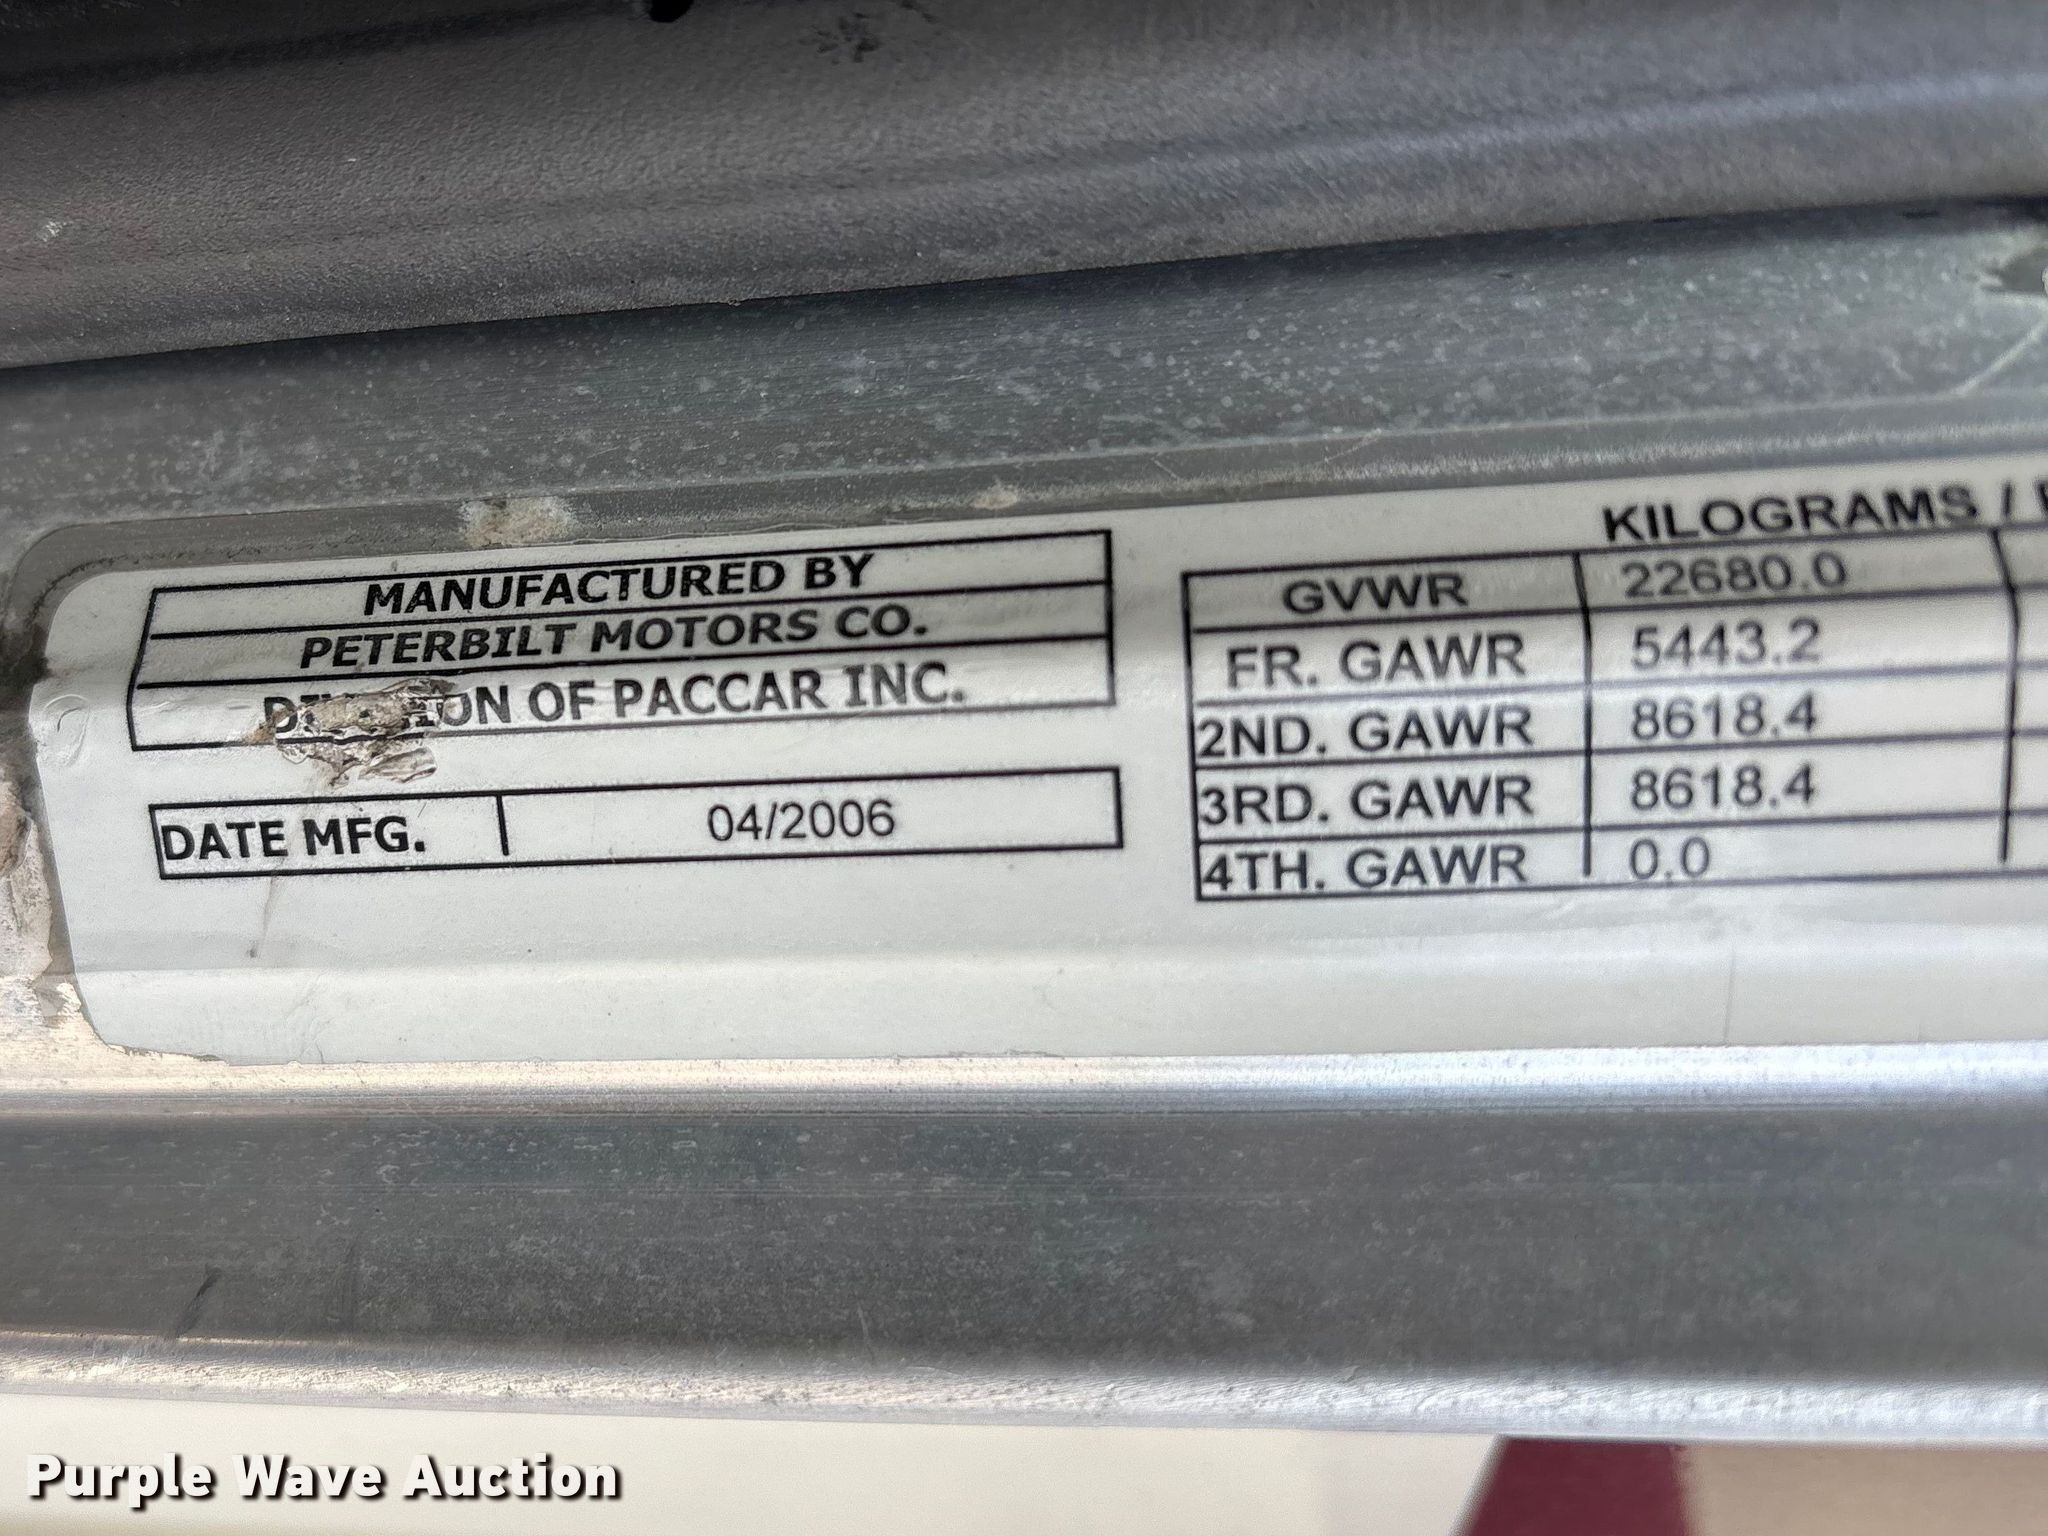 MANUFACTURED BY
PETERBILT MOTORS CO.
DIVISION OF PACCAR INC.
DATE MFG. 04/2006
KILOGRAMS /
GVWR 22680.0
FR. GAWR 5443.2
2ND. GAWR 8618.4
3RD. GAWR 8618.4
4TH. GAWR 0.0
Purple Wave Auction